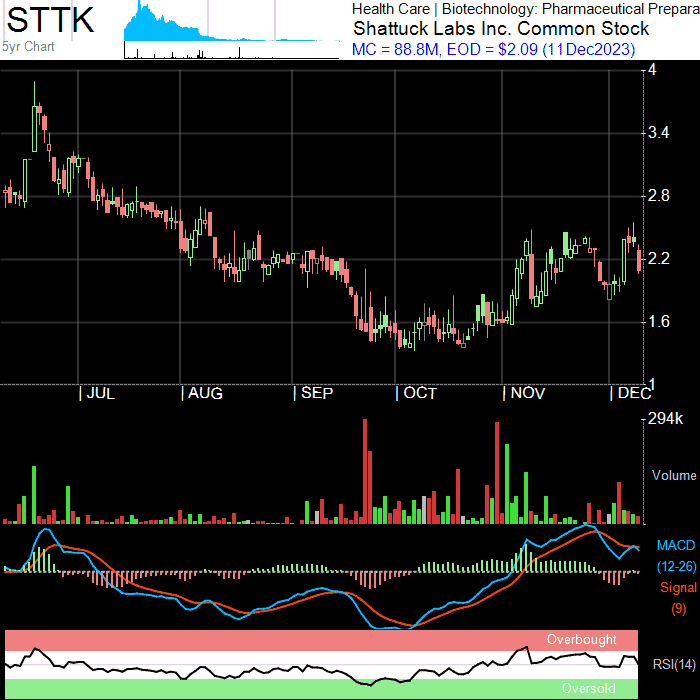 STTK
5yr Chart
Health Care | Biotechnology: Pharmaceutical Prepara
Shattuck Labs Inc. Common Stock
MC = 88.8M, EOD = $2.09 (11Dec2023)
4
3.4
2.8
2.2
1.6
1
| JUL | AUG | SEP | OCT | NOV | DEC
294k
Volume
MACD
(12-26)
Signal
(9)
Overbought
RSI(14)
Oversold